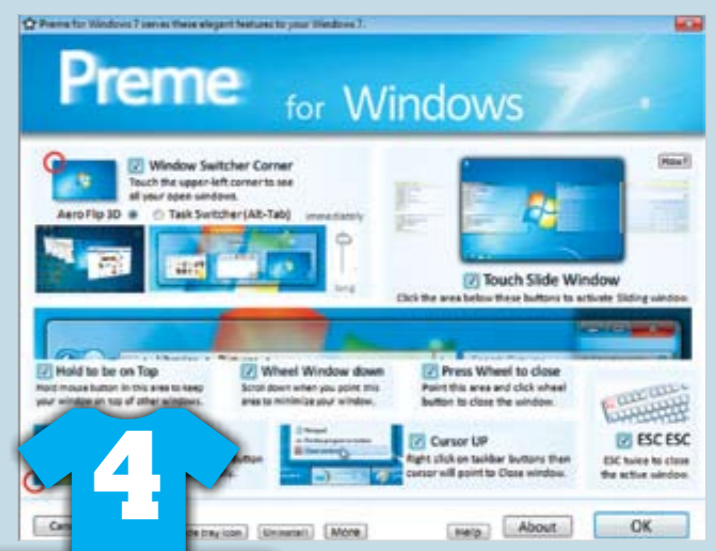 Preme for Windows 7 serves these elegant features to your Windows 7.
Preme for Windows 7
Window Switcher Corner
Touch the upper-left corner to see
all your open windows.
Aero Flip 3D
Task Switcher (Alt-Tab)
immediately
long
How?
Touch Slide Window
Click the area below these buttons to activate Sliding window
Hold to be on Top
Hold mouse button in this area to keep
your window on top of other windows.
Wheel Window down
Scroll down when you point this
area to minimize your window.
Press Wheel to close
Point this area and click wheel
button to close the window.
Cursor UP
Right click on taskbar buttons then
cursor will point to Close window.
ESC ESC
ESC twice to close
the active window.
button
4
tray icon
Uninstall
More
Help
About
OK